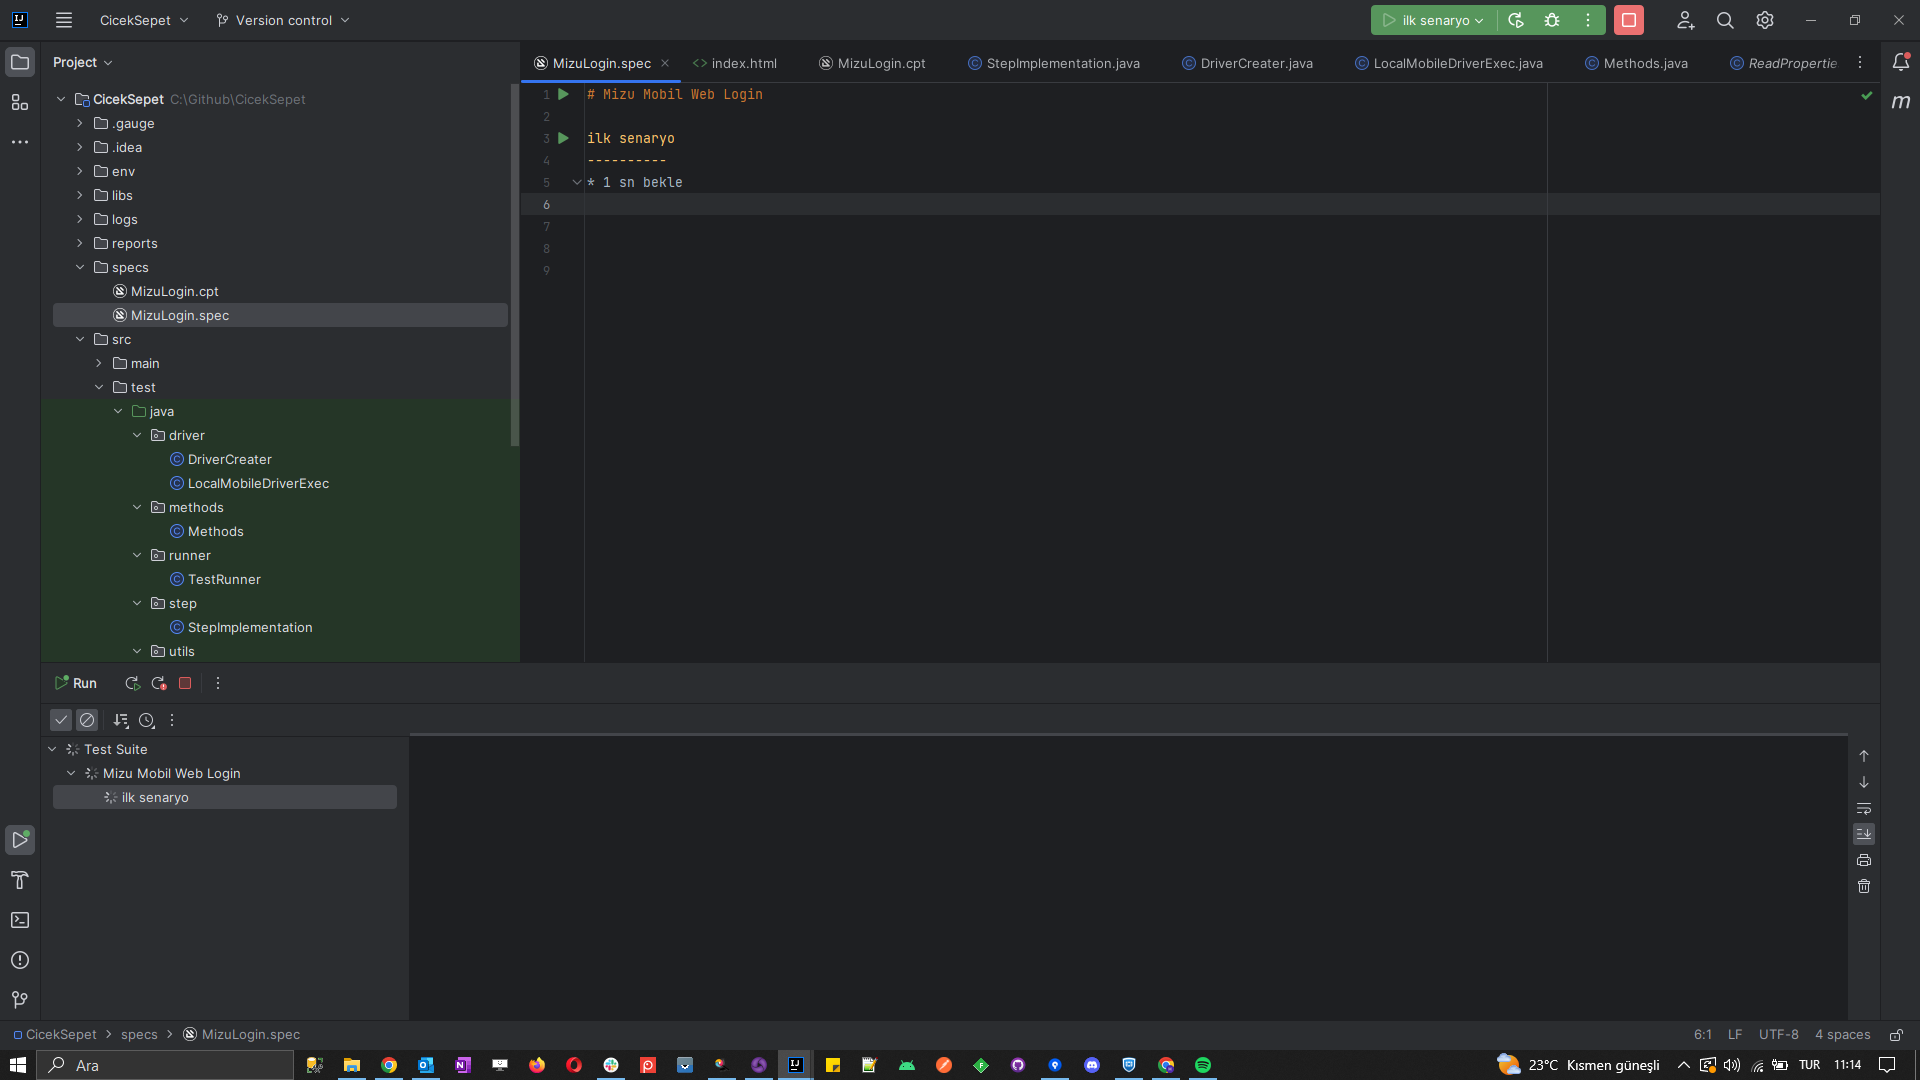 CicekSepet
Version control
ilk senaryo
Project
MizuLogin.spec
index.html
MizuLogin.cpt
StepImplementation.java
DriverCreater.java
LocalMobileDriverExec.java
Methods.java
ReadPropertie
CicekSepet C:\Github\CicekSepet
.gauge
.idea
env
libs
logs
reports
specs
MizuLogin.cpt
MizuLogin.spec
src
main
test
java
driver
DriverCreater
LocalMobileDriverExec
methods
Methods
runner
TestRunner
step
StepImplementation
utils
1 # Mizu Mobil Web Login
2
3 ilk senaryo
4 ----------
5 * 1 sn bekle
6
7
8
9
m
Run
Test Suite
Mizu Mobil Web Login
ilk senaryo
CicekSepet > specs > MizuLogin.spec
6:1 LF UTF-8 4 spaces
Ara
23°C Kısmen güneşli
TUR
11:14